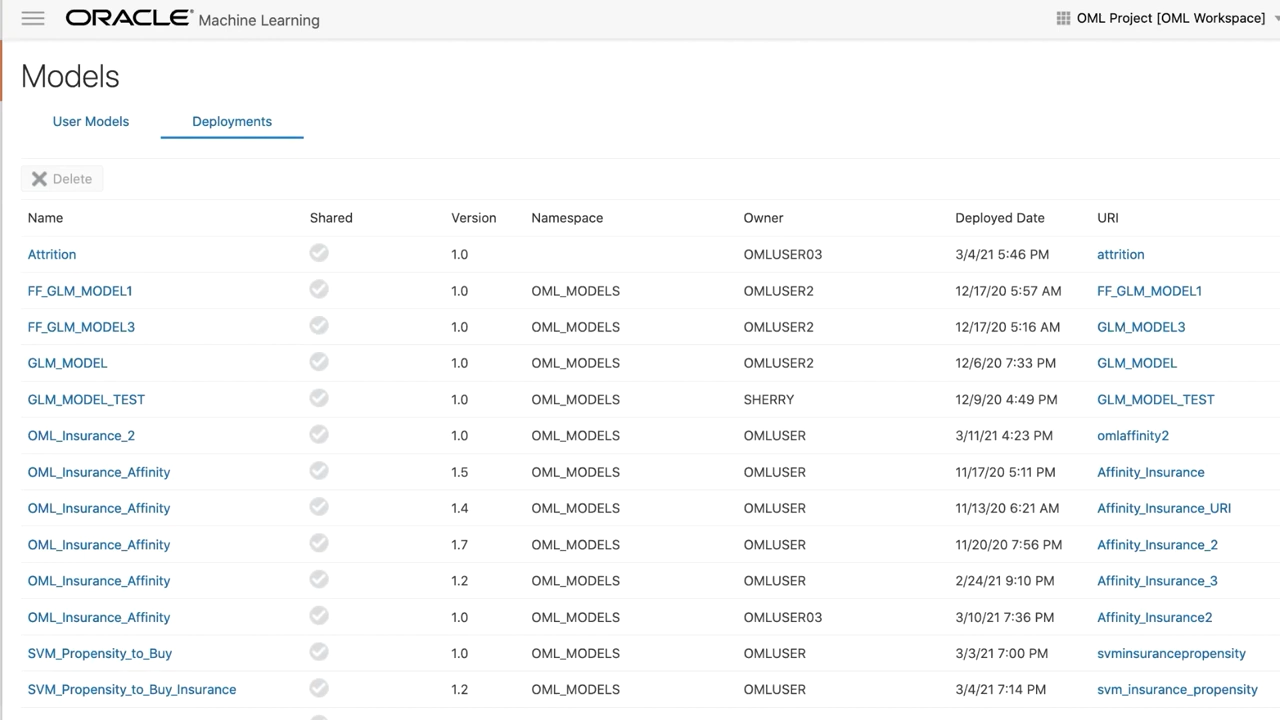 ORACLE Machine Learning OML Project [OML Workspace]
Models
User Models Deployments
Delete
Name Shared Version Namespace Owner Deployed Date URI
Attrition 1.0 OMLUSER03 3/4/21 5:46 PM attrition
FF_GLM_MODEL1 1.0 OML_MODELS OMLUSER2 12/17/20 5:57 AM FF_GLM_MODEL1
FF_GLM_MODEL3 1.0 OML_MODELS OMLUSER2 12/17/20 5:16 AM GLM_MODEL3
GLM_MODEL 1.0 OML_MODELS OMLUSER2 12/6/20 7:33 PM GLM_MODEL
GLM_MODEL_TEST 1.0 OML_MODELS SHERRY 12/9/20 4:49 PM GLM_MODEL_TEST
OML_Insurance_2 1.0 OML_MODELS OMLUSER 3/11/21 4:23 PM omlaffinity2
OML_Insurance_Affinity 1.5 OML_MODELS OMLUSER 11/17/20 5:11 PM Affinity_Insurance
OML_Insurance_Affinity 1.4 OML_MODELS OMLUSER 11/13/20 6:21 AM Affinity_Insurance_URI
OML_Insurance_Affinity 1.7 OML_MODELS OMLUSER 11/20/20 7:56 PM Affinity_Insurance_2
OML_Insurance_Affinity 1.2 OML_MODELS OMLUSER 2/24/21 9:10 PM Affinity_Insurance_3
OML_Insurance_Affinity 1.0 OML_MODELS OMLUSER03 3/10/21 7:36 PM Affinity_Insurance2
SVM_Propensity_to_Buy 1.0 OML_MODELS OMLUSER 3/3/21 7:00 PM svminsurancepropensity
SVM_Propensity_to_Buy_Insurance 1.2 OML_MODELS OMLUSER 3/4/21 7:14 PM svm_insurance_propensity